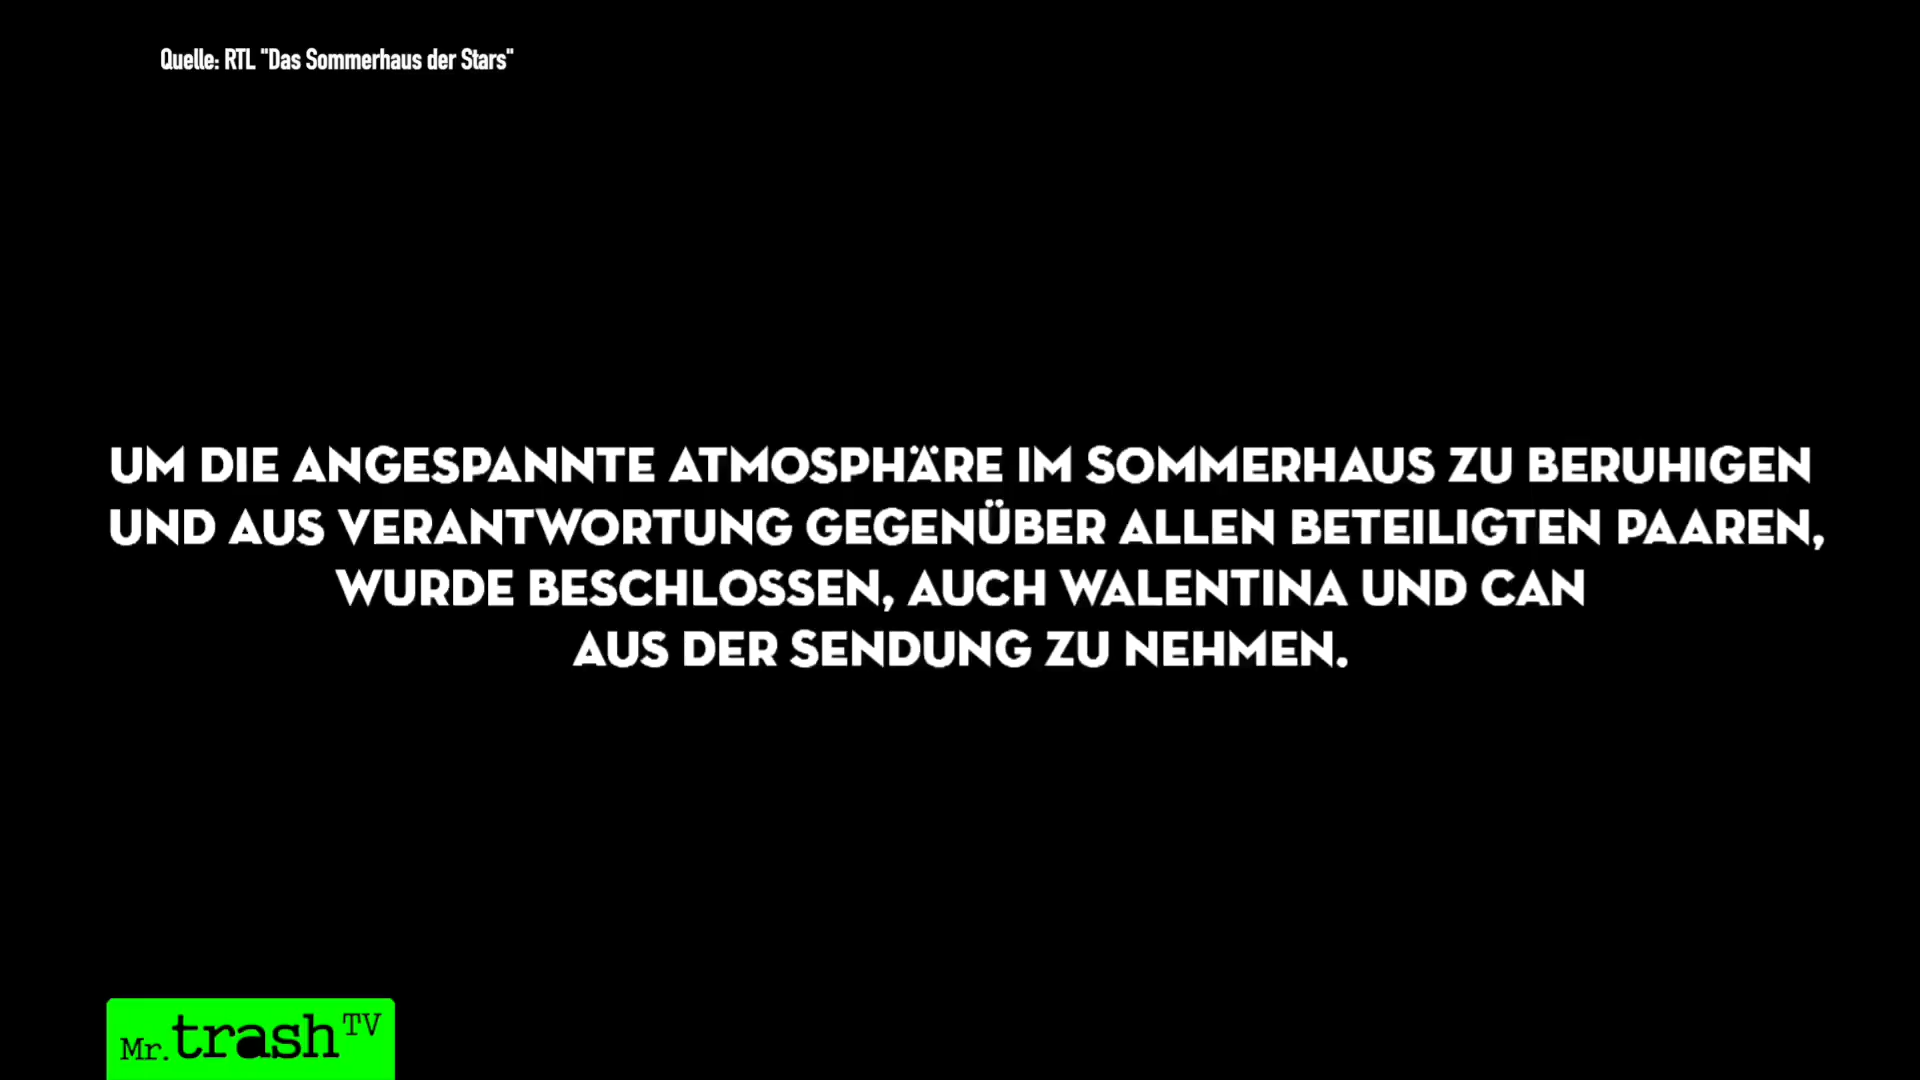 Quelle: RTL "Das Sommerhaus der Stars"
UM DIE ANGESPANNTE ATMOSPHÄRE IM SOMMERHAUS ZU BERUHIGEN
UND AUS VERANTWORTUNG GEGENÜBER ALLEN BETEILIGTEN PAAREN,
WURDE BESCHLOSSEN, AUCH WALENTINA UND CAN
AUS DER SENDUNG ZU NEHMEN.
Mr. trash TV